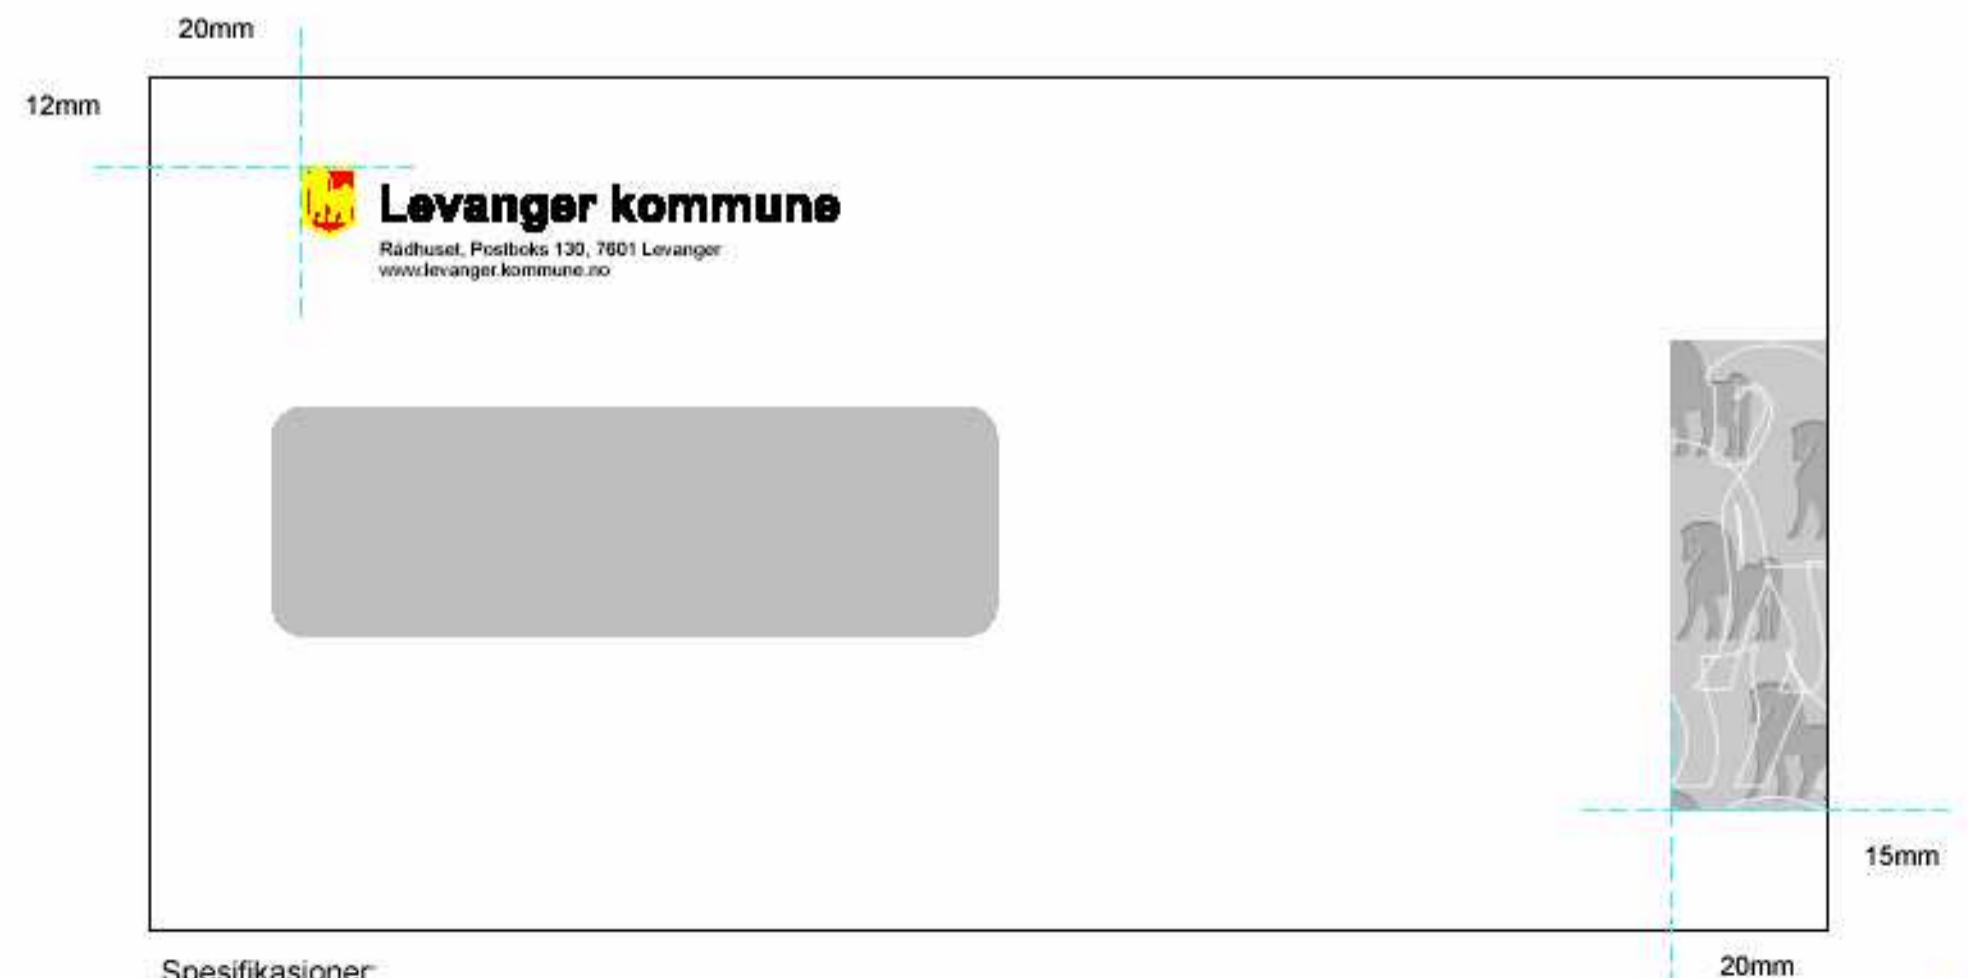 20mm
12mm
Levanger kommune
Rådhuset, Postboks 130, 7601 Levanger
www.levanger.kommune.no
15mm
20mm
Spesifikasjoner: